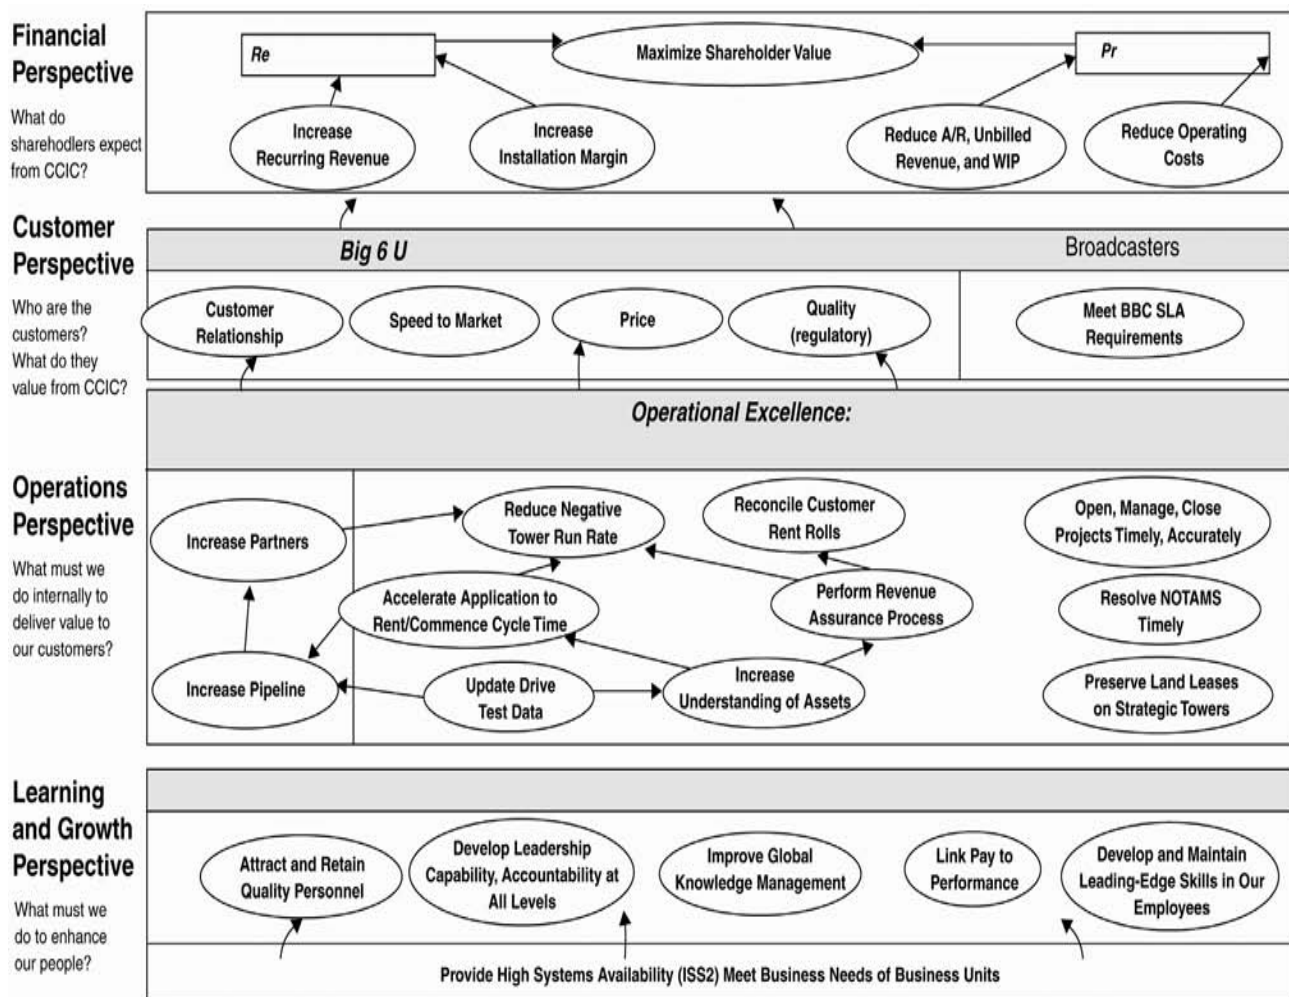 Financial
Perspective
What do
sharehodlers expect
from CCIC?
Re
Maximize Shareholder Value
Pr
Increase
Recurring Revenue
Increase
Installation Margin
Reduce A/R, Unbilled
Revenue, and WIP
Reduce Operating
Costs
Customer
Perspective
Who are the
customers?
What do they
value from CCIC?
Big 6 U
Broadcasters
Customer
Relationship
Speed to Market
Price
Quality
(regulatory)
Meet BBC SLA
Requirements
Operational Excellence:
Operations
Perspective
What must we
do internally to
deliver value to
our customers?
Increase Partners
Reduce Negative
Tower Run Rate
Reconcile Customer
Rent Rolls
Open, Manage, Close
Projects Timely, Accurately
Accelerate Application to
Rent/Commence Cycle Time
Perform Revenue
Assurance Process
Resolve NOTAMS
Timely
Increase Pipeline
Update Drive
Test Data
Increase
Understanding of Assets
Preserve Land Leases
on Strategic Towers
Learning
and Growth
Perspective
What must we
do to enhance
our people?
Attract and Retain
Quality Personnel
Develop Leadership
Capability, Accountability at
All Levels
Improve Global
Knowledge Management
Link Pay to
Performance
Develop and Maintain
Leading-Edge Skills in Our
Employees
Provide High Systems Availability (ISS2) Meet Business Needs of Business Units